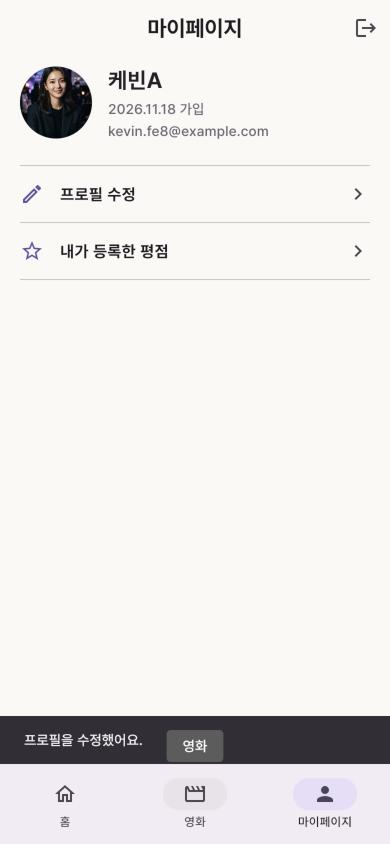 마이페이지
케빈A
2026.11.18 가입
kevin.fe8@example.com
프로필 수정
내가 등록한 평점
프로필을 수정했어요.
영화
홈
영화
마이페이지